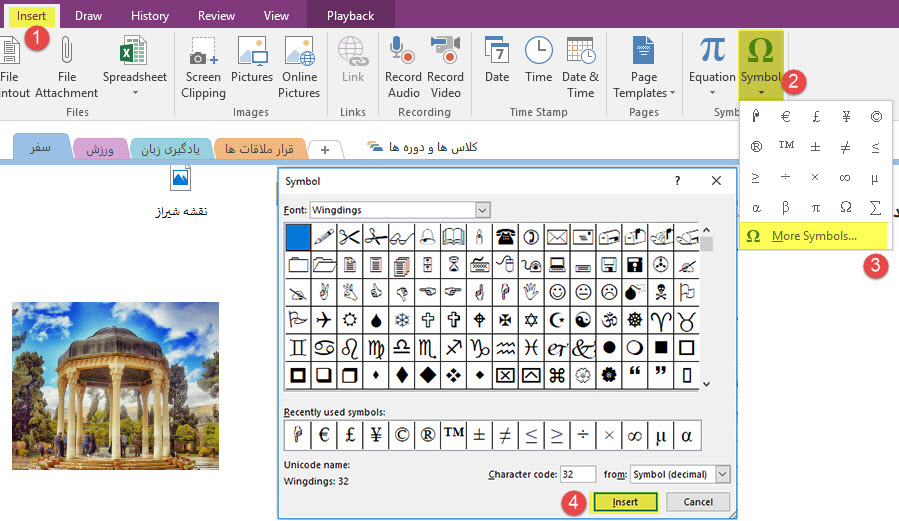 Insert Draw History Review View Playback
1
File
intout
File
Attachment
Spreadsheet
Screen
Clipping
Pictures
Online
Pictures
Link
Record
Audio
Record
Video
Date
Time
Date &
Time
Page
Templates
π
Equation
Ω
Symbol
2
Files Images Links Recording Time Stamp Pages Symb
سفر
ورزش
یادگیری زبان
قرار ملاقات ها
+
کلاس ها و دوره ها
€ £ ¥ ©
® ™ ± ≠ ≤
≥ ÷ × ∞ µ
α β π Ω ∑
Ω More Symbols...
3
نقشه شیراز
Symbol ?
Font: Wingdings
Recently used symbols:
€ £ ¥ © ® ™ ± ≠ ≤ ≥ ÷ × ∞ µ α
Unicode name:
Wingdings: 32
Character code: 32 from: Symbol (decimal)
4
Insert Cancel